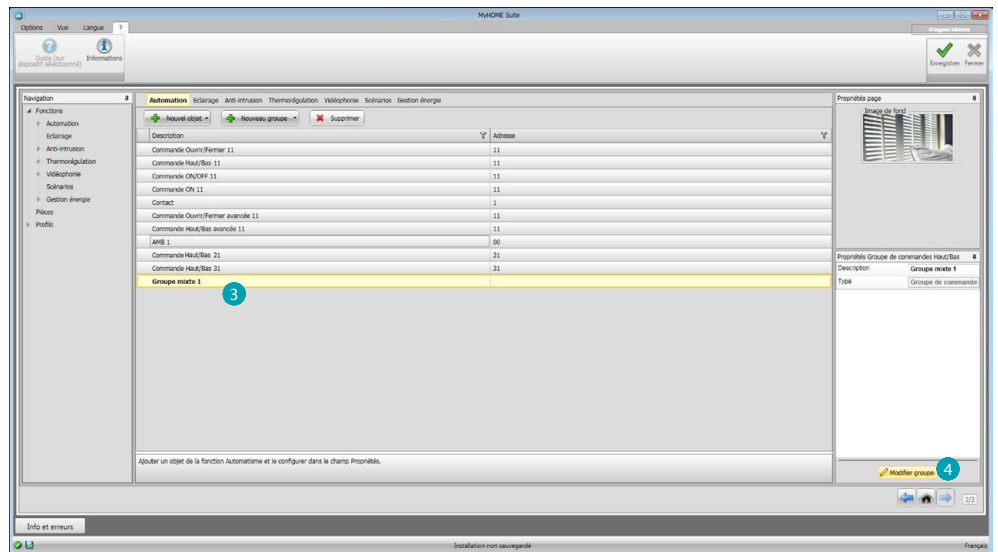 MyHOME Suite
Options Vue Langue ?
Guide (sur dispositif sélectionné)
Informations
Enregistrer Fermer
Navigation
Fonctions
Automation
Eclairage
Anti-intrusion
Thermorégulation
Vidéophonie
Scénarios
Gestion énergie
Pièces
Profils
Automation Eclairage Anti-intrusion Thermorégulation Vidéophonie Scénarios Gestion énergie
Nouvel objet Nouveau groupe Supprimer
Description Adresse
Commande Ouvrir/Fermer 11 11
Commande Haut/Bas 11 11
Commande ON/OFF 11 11
Commande ON 11 11
Contact 1
Commande Ouvrir/Fermer avancée 11 11
Commande Haut/Bas avancée 11 11
AMB 1 00
Commande Haut/Bas 21 21
Commande Haut/Bas 31 31
Groupe mixte 1
3
Ajouter un objet de la fonction Automatisme et le configurer dans le champ Propriétés.
Propriétés page
Image de fond
Propriétés Groupe de commandes Haut/Bas
Description Groupe mixte 1
Type Groupe de commande
Modifier groupe 4
2/2
Info et erreurs
Installation non sauvegardé
Français